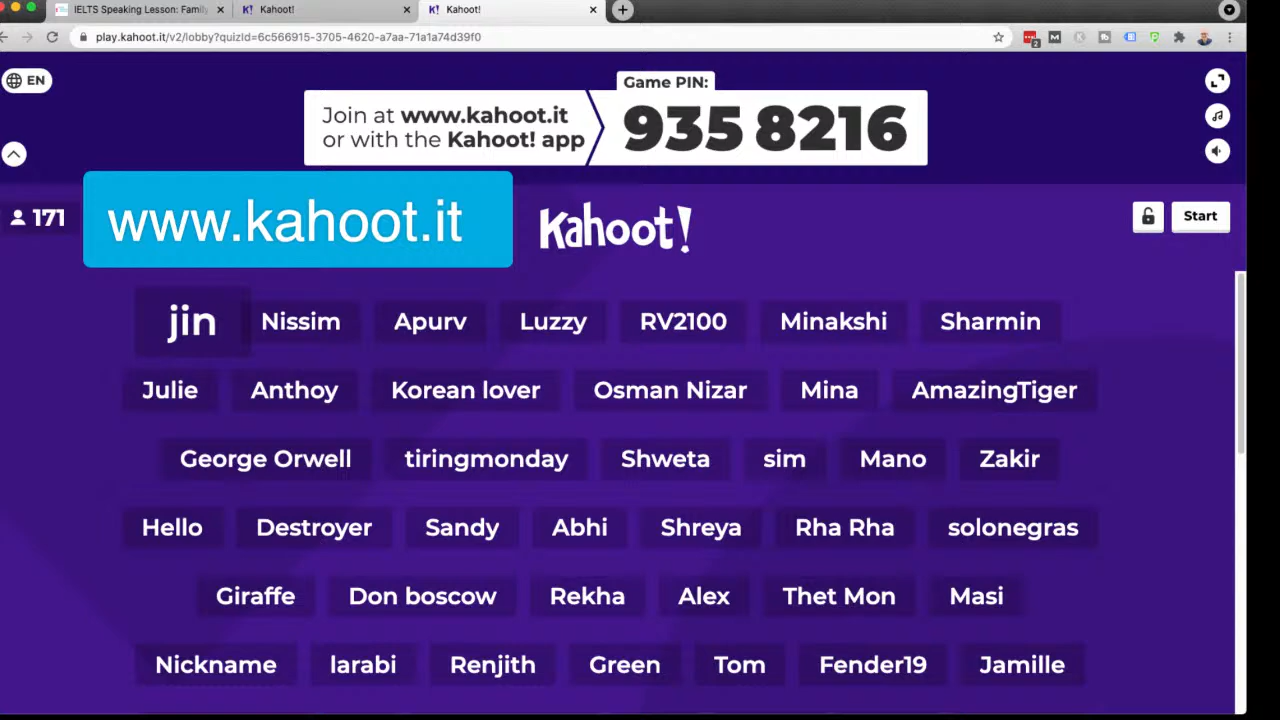 IELTS Speaking Lesson: Family
Kahoot!
Kahoot!
play.kahoot.it/v2/lobby?quizId=6c566915-3705-4620-a7aa-71a1a74d39f0
EN
Game PIN:
Join at www.kahoot.it
or with the Kahoot! app
935 8216
171
www.kahoot.it
Kahoot!
Start
jin Nissim Apurv Luzzy RV2100 Minakshi Sharmin
Julie Anthoy Korean lover Osman Nizar Mina AmazingTiger
George Orwell tiringmonday Shweta sim Mano Zakir
Hello Destroyer Sandy Abhi Shreya Rha Rha solonegras
Giraffe Don boscow Rekha Alex Thet Mon Masi
Nickname larabi Renjith Green Tom Fender19 Jamille